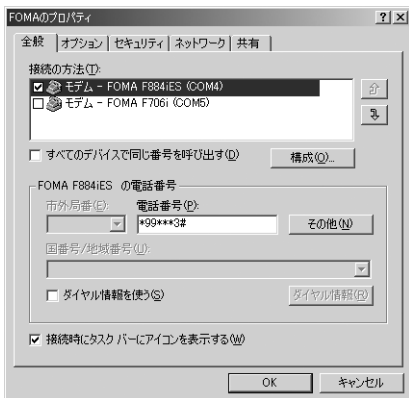 FOMAのプロパティ
全般 オプション セキュリティ ネットワーク 共有
接続の方法(T):
モデム - FOMA F884iES (COM4)
モデム - FOMA F706i (COM5)
すべてのデバイスで同じ番号を呼び出す(D)
構成(O)...
FOMA F884iES の電話番号
市外局番(E):
電話番号(P):
*99***3#
その他(N)
国番号/地域番号(U):
ダイヤル情報を使う(S)
ダイヤル情報(R)
接続時にタスク バーにアイコンを表示する(W)
OK
キャンセル